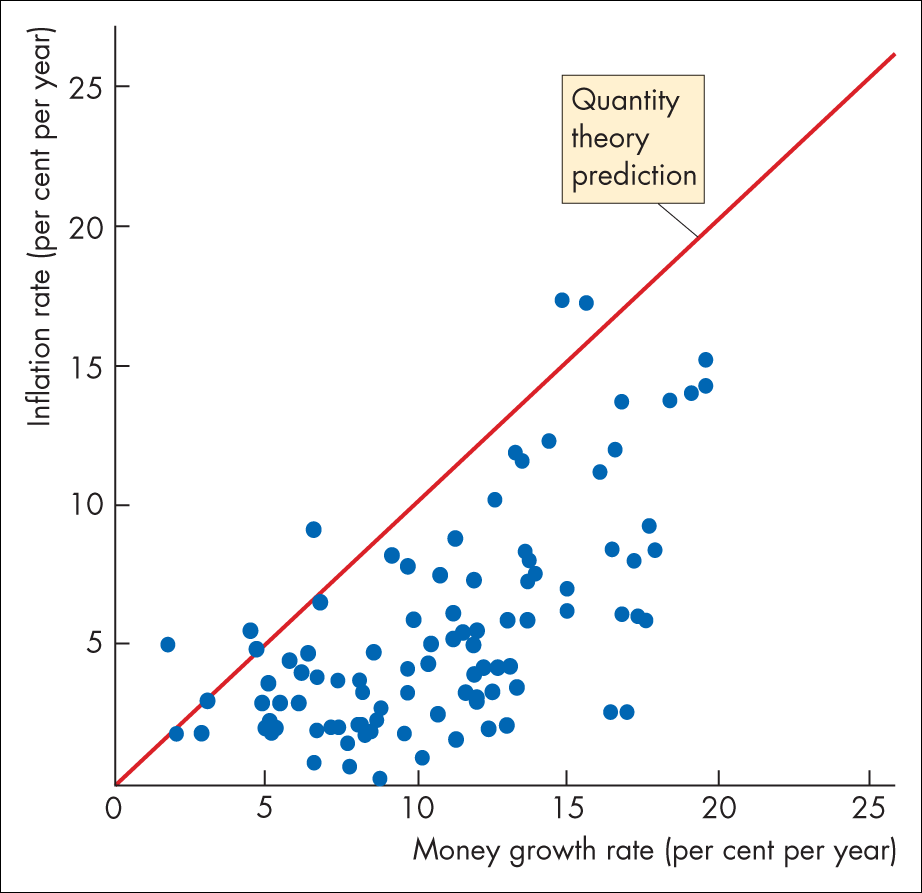 Inflation rate (per cent per year)
25
20
15
10
5
Quantity
theory
prediction
0
5
10
15
20
25
Money growth rate (per cent per year)